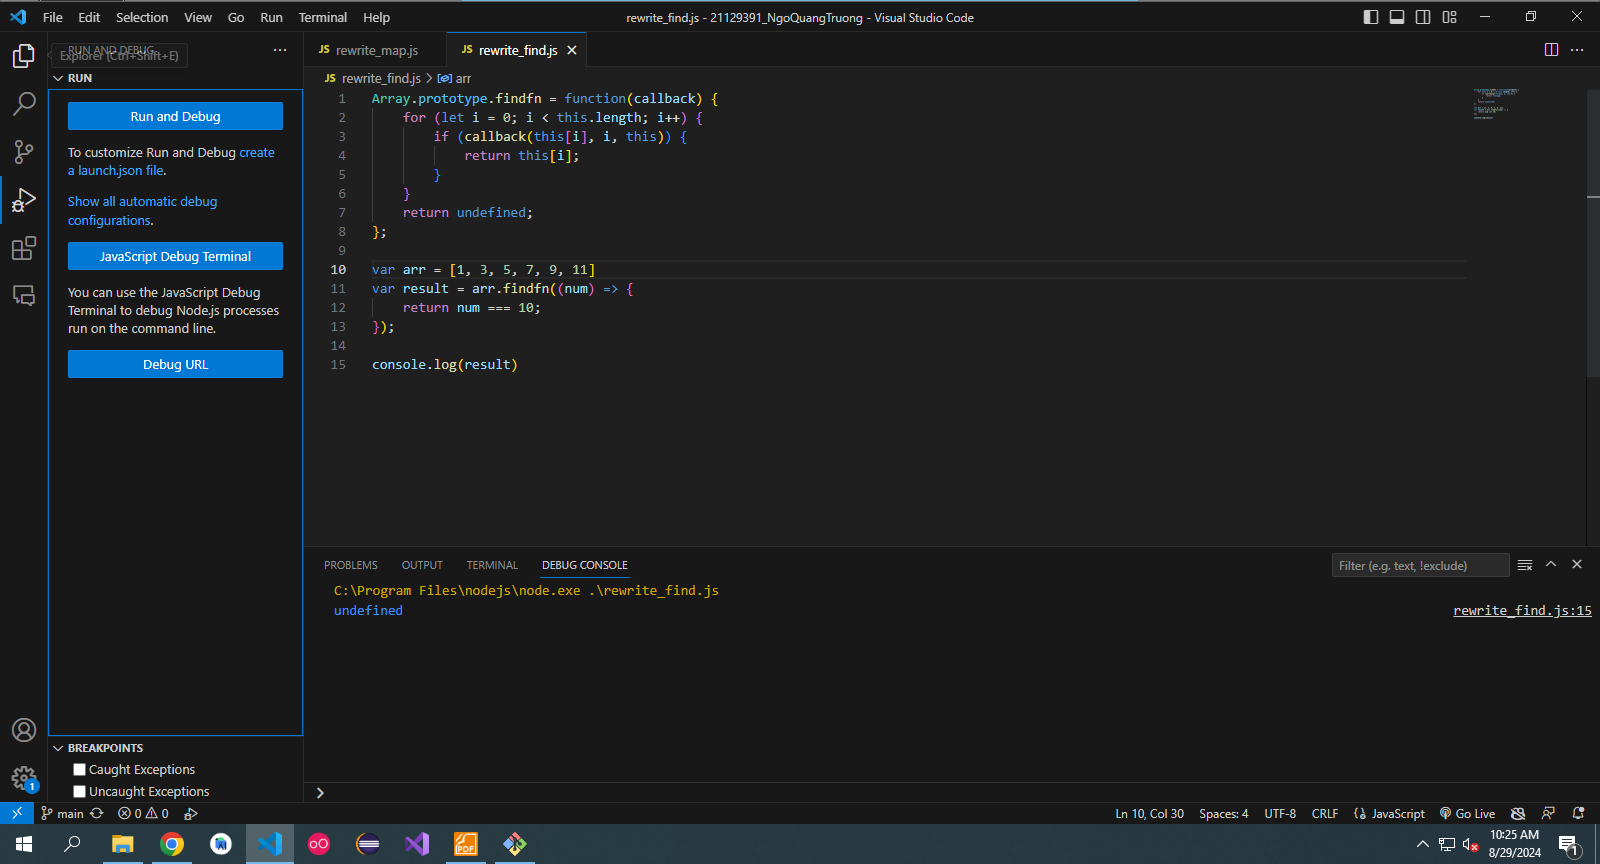 File Edit Selection View Go Run Terminal Help
rewrite_find.js - 21129391_NgoQuangTruong - Visual Studio Code
RUN AND DEBUG
Explorer (Ctrl+Shift+E)
RUN
Run and Debug
To customize Run and Debug create
a launch.json file.
Show all automatic debug
configurations.
JavaScript Debug Terminal
You can use the JavaScript Debug
Terminal to debug Node.js processes
run on the command line.
Debug URL
BREAKPOINTS
Caught Exceptions
Uncaught Exceptions
JS rewrite_map.js
JS rewrite_find.js
JS rewrite_find.js > arr
1 Array.prototype.findfn = function(callback) {
2 for (let i = 0; i < this.length; i++) {
3 if (callback(this[i], i, this)) {
4 return this[i];
5 }
6 }
7 return undefined;
8 };
9
10 var arr = [1, 3, 5, 7, 9, 11]
11 var result = arr.findfn((num) => {
12 return num === 10;
13 });
14
15 console.log(result)
PROBLEMS OUTPUT TERMINAL DEBUG CONSOLE
Filter (e.g. text, !exclude)
C:\Program Files\nodejs\node.exe .\rewrite_find.js
undefined rewrite_find.js:15
1
main 0 0
Ln 10, Col 30 Spaces: 4 UTF-8 CRLF {} JavaScript Go Live
PDF
10:25 AM
8/29/2024
1